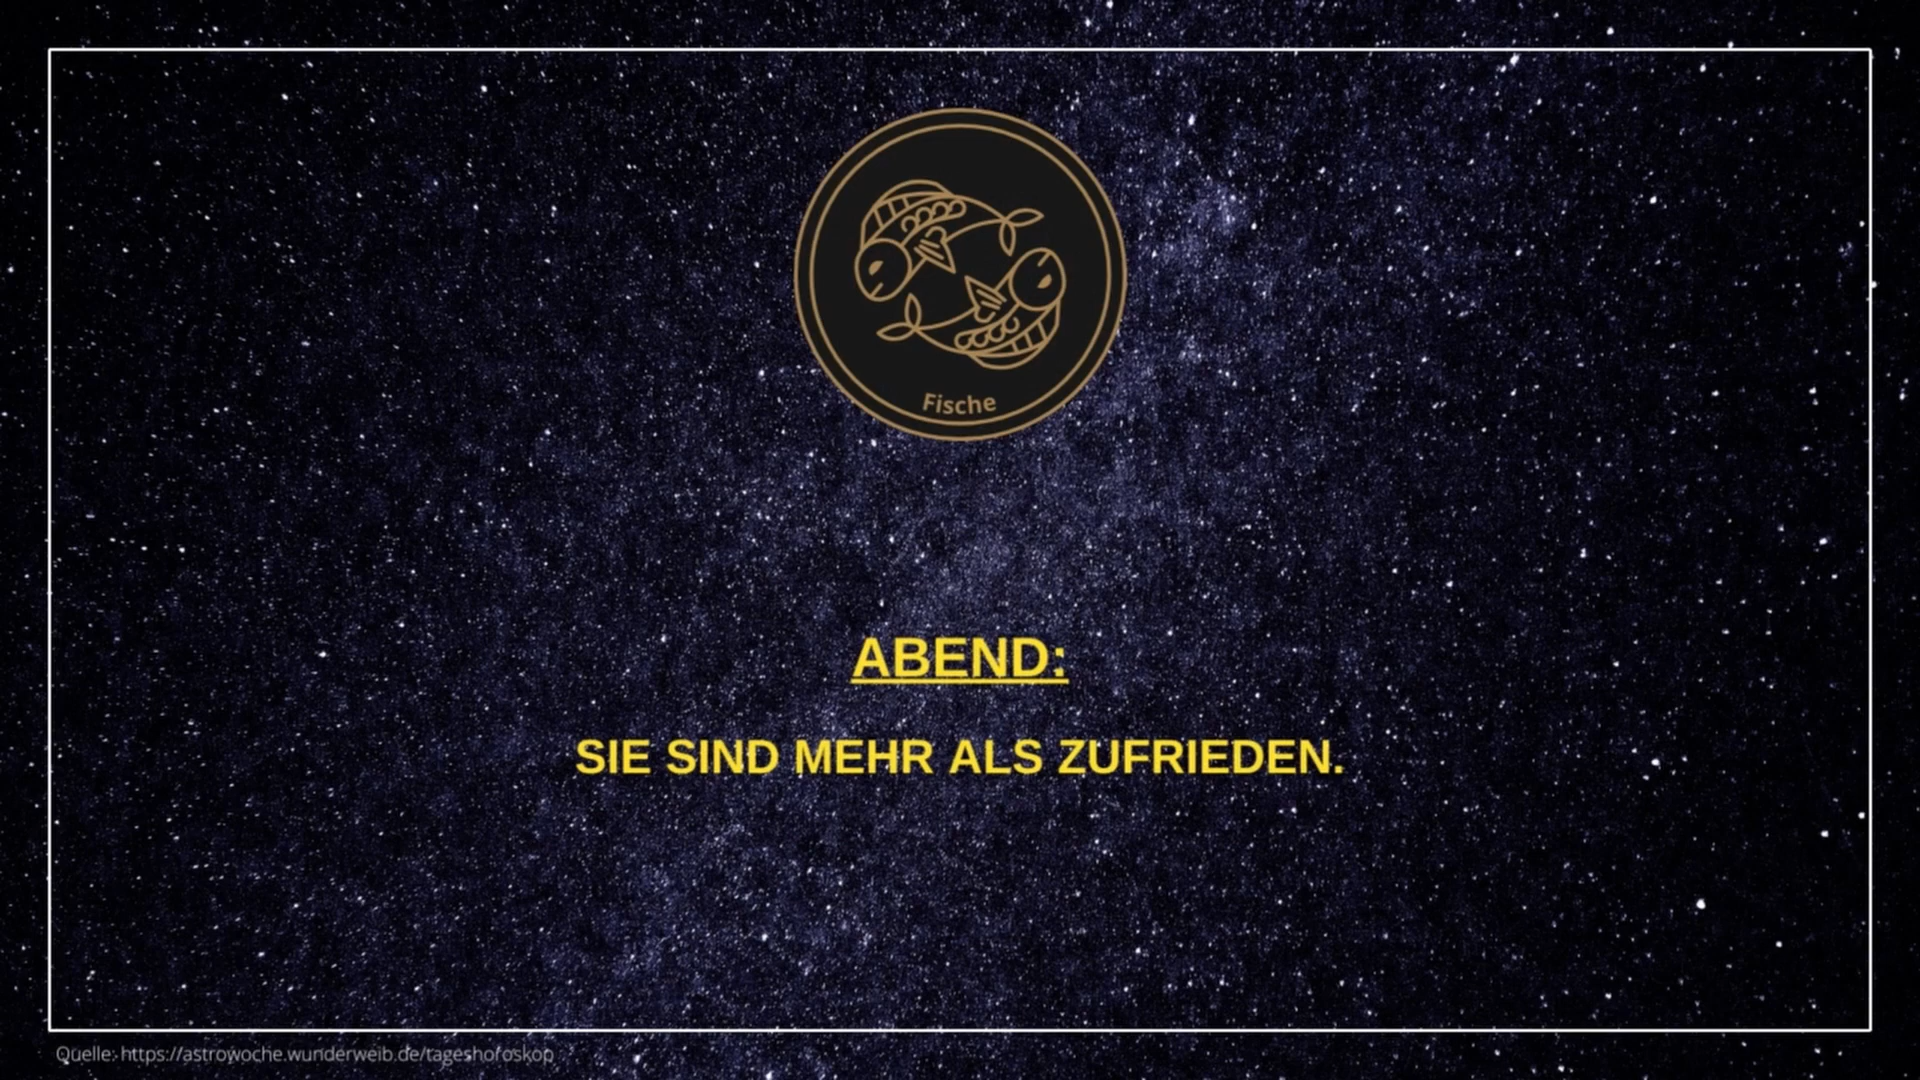 Fische
ABEND:
SIE SIND MEHR ALS ZUFRIEDEN.
Quelle: https://astrowoche.wunderweib.de/tageshoroskop